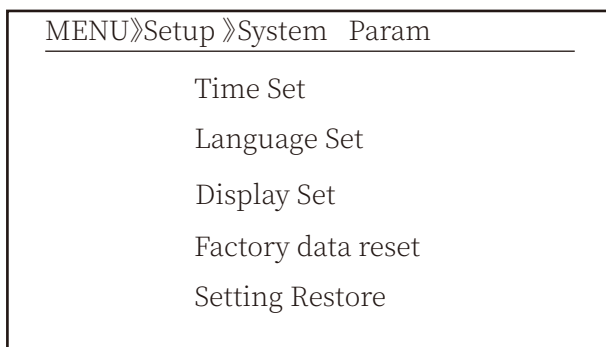 MENU》Setup 》System Param
Time Set
Language Set
Display Set
Factory data reset
Setting Restore